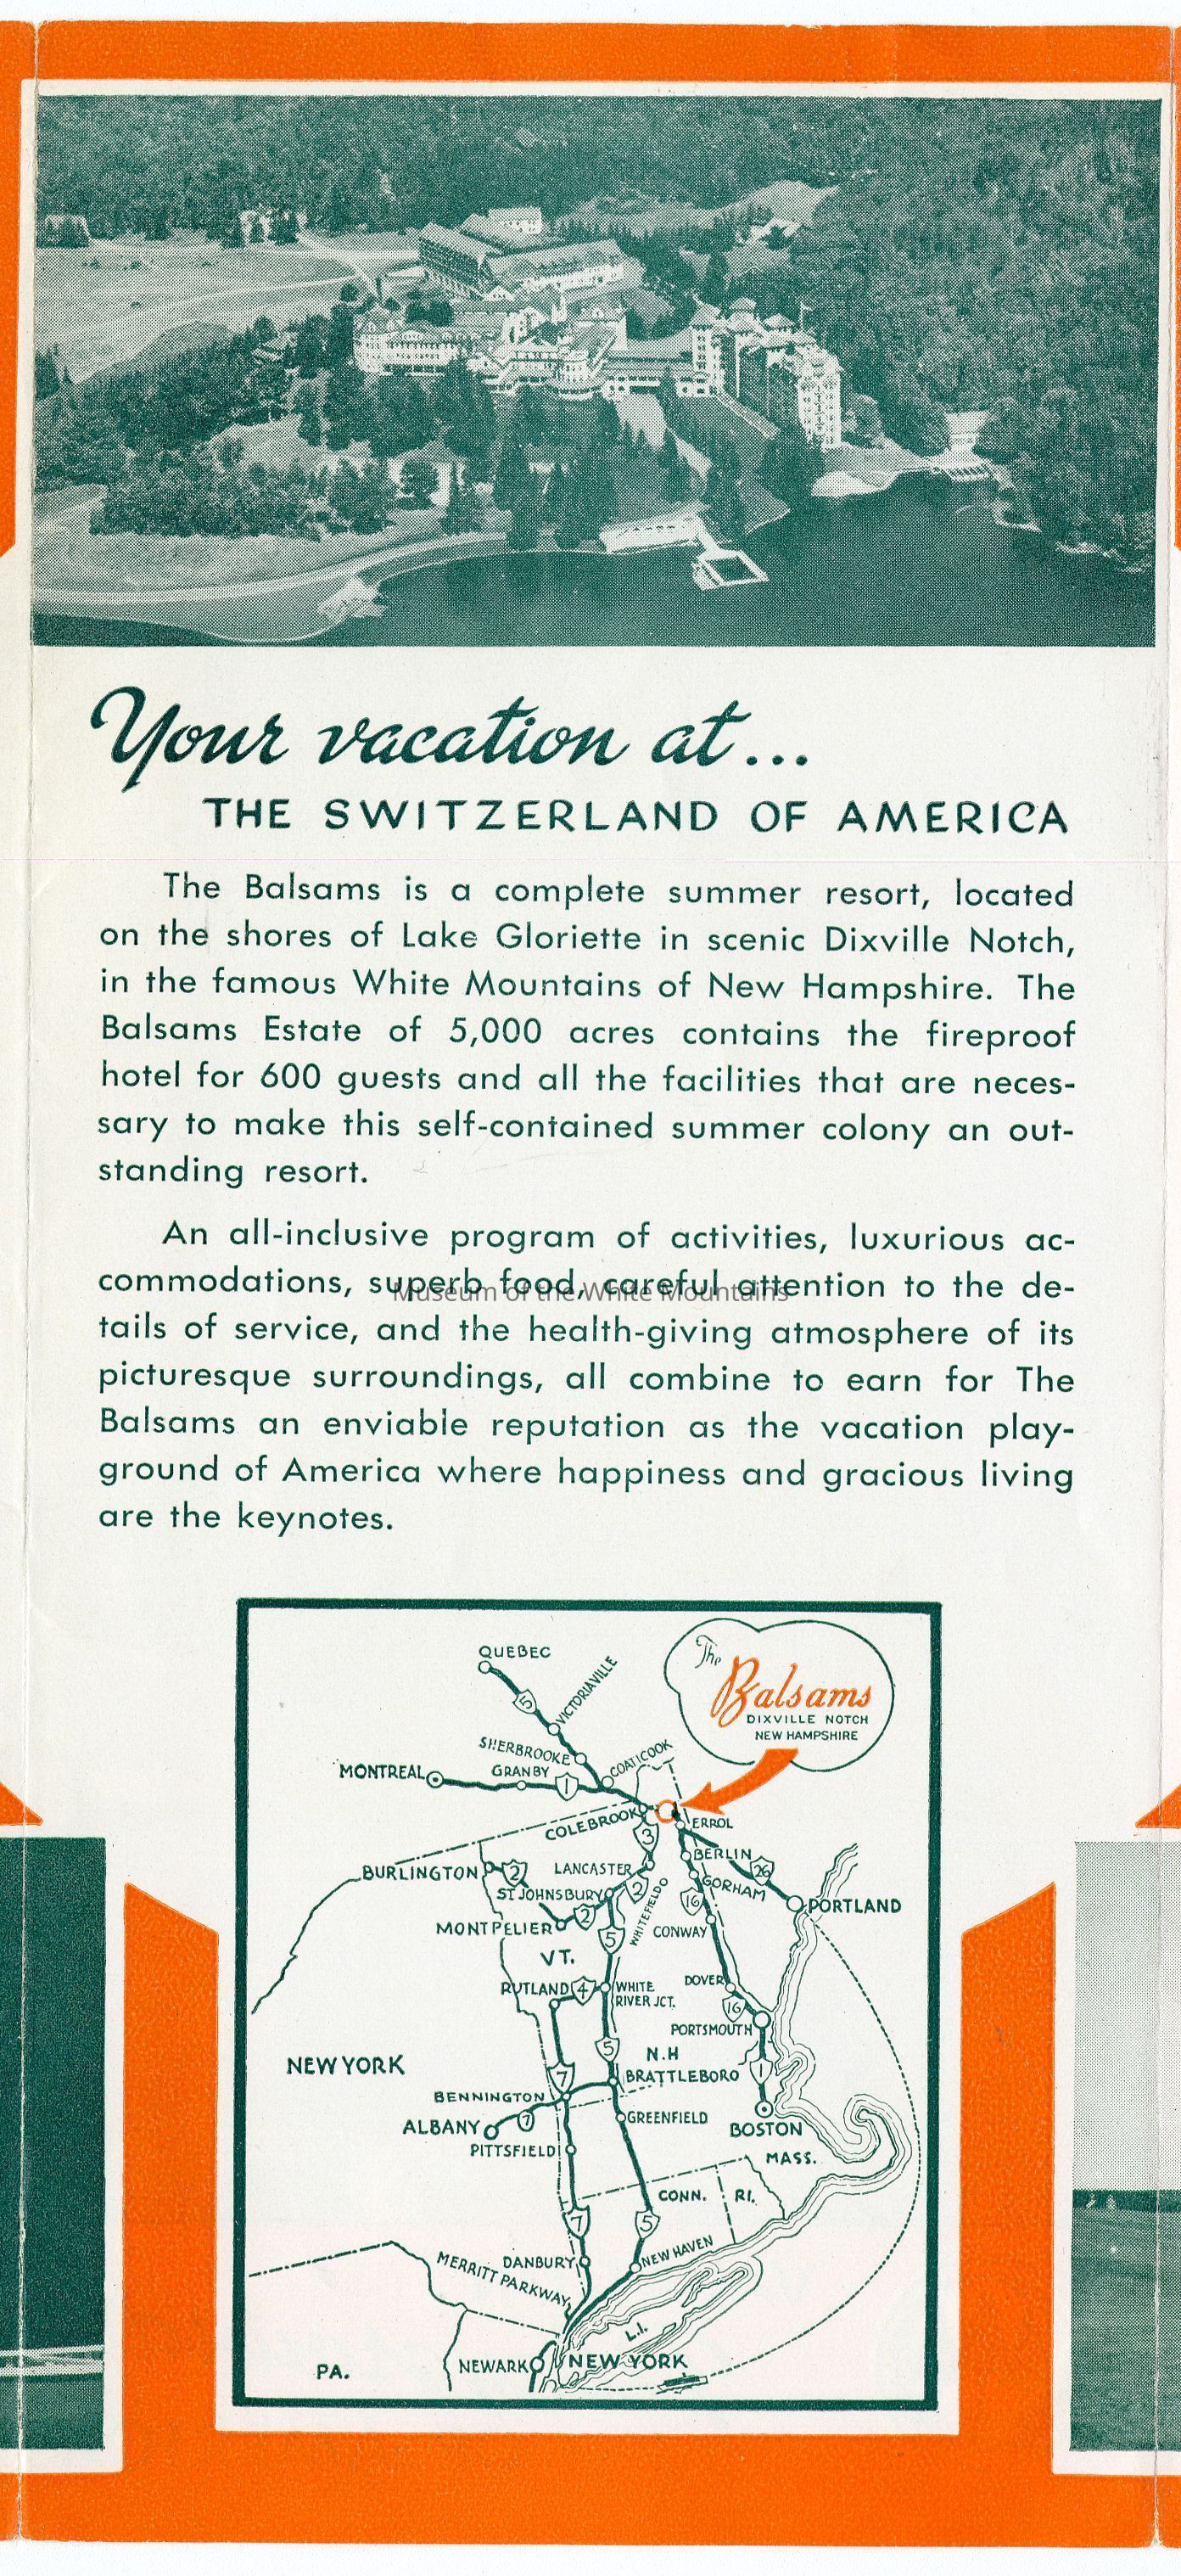 Your vacation at...
THE SWITZERLAND OF AMERICA
The Balsams is a complete summer resort, located
on the shores of Lake Gloriette in scenic Dixville Notch,
in the famous White Mountains of New Hampshire. The
Balsams Estate of 5,000 acres contains the fireproof
hotel for 600 guests and all the facilities that are neces-
sary to make this self-contained summer colony an out-
standing resort.
An all-inclusive program of activities, luxurious ac-
commodations, superb food, careful attention to the de-
Museum of the White Mountains
tails of service, and the health-giving atmosphere of its
picturesque surroundings, all combine to earn for The
Balsams an enviable reputation as the vacation play-
ground of America where happiness and gracious living
are the keynotes.
The
Balsams
DIXVILLE NOTCH
NEW HAMPSHIRE
QUEBEC
5
VICTORIAVILLE
SHERBROOKE
COATICOOK
MONTREAL
GRANBY
1
COLEBROOK
3
ERROL
BERLIN
26
BURLINGTON
2
LANCASTER
2
GORHAM
ST. JOHNSBURY
WHITEFIELD
16
PORTLAND
MONTPELIER
2
5
CONWAY
VT.
RUTLAND
4
WHITE
RIVER JCT.
DOVER
16
PORTSMOUTH
5
N.H
NEW YORK
7
BRATTLEBORO
1
BENNINGTON
7
GREENFIELD
ALBANY
BOSTON
PITTSFIELD
MASS.
CONN.
R.I.
7
5
NEW HAVEN
DANBURY
MERRITT PARKWAY
L.I.
NEWARK
NEW YORK
PA.